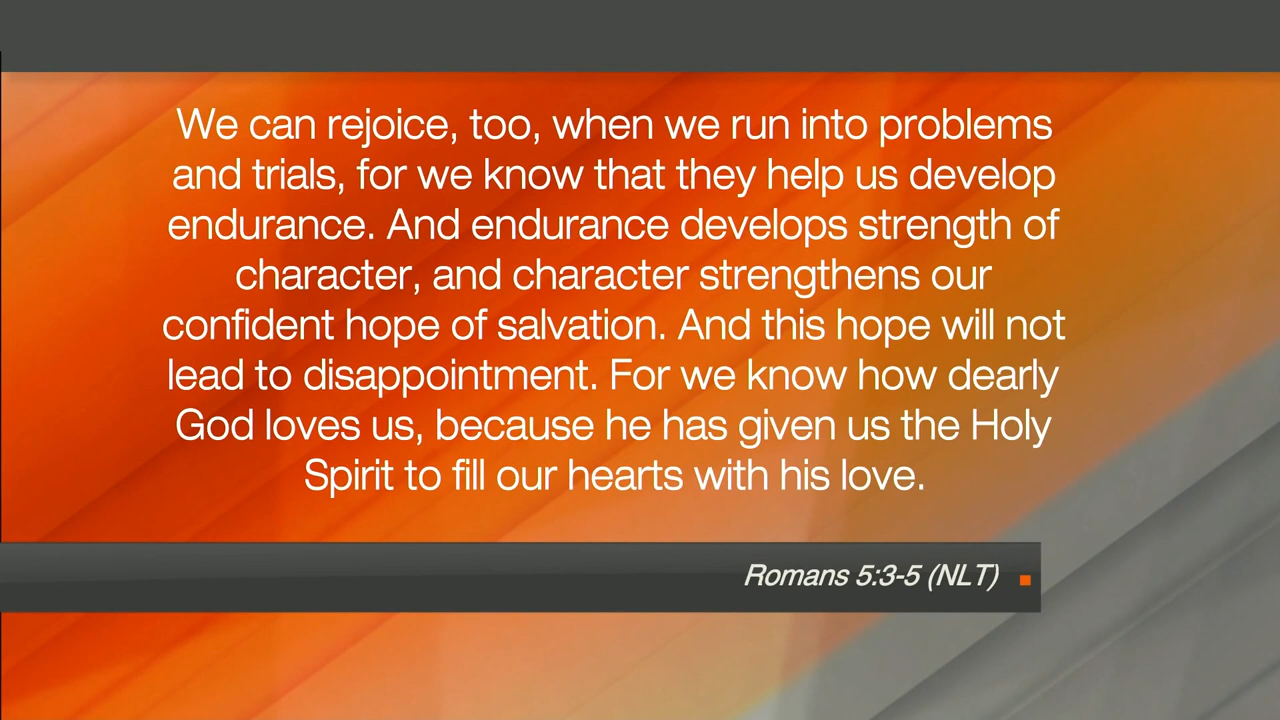 We can rejoice, too, when we run into problems
and trials, for we know that they help us develop
endurance. And endurance develops strength of
character, and character strengthens our
confident hope of salvation. And this hope will not
lead to disappointment. For we know how dearly
God loves us, because he has given us the Holy
Spirit to fill our hearts with his love.
Romans 5:3-5 (NLT)